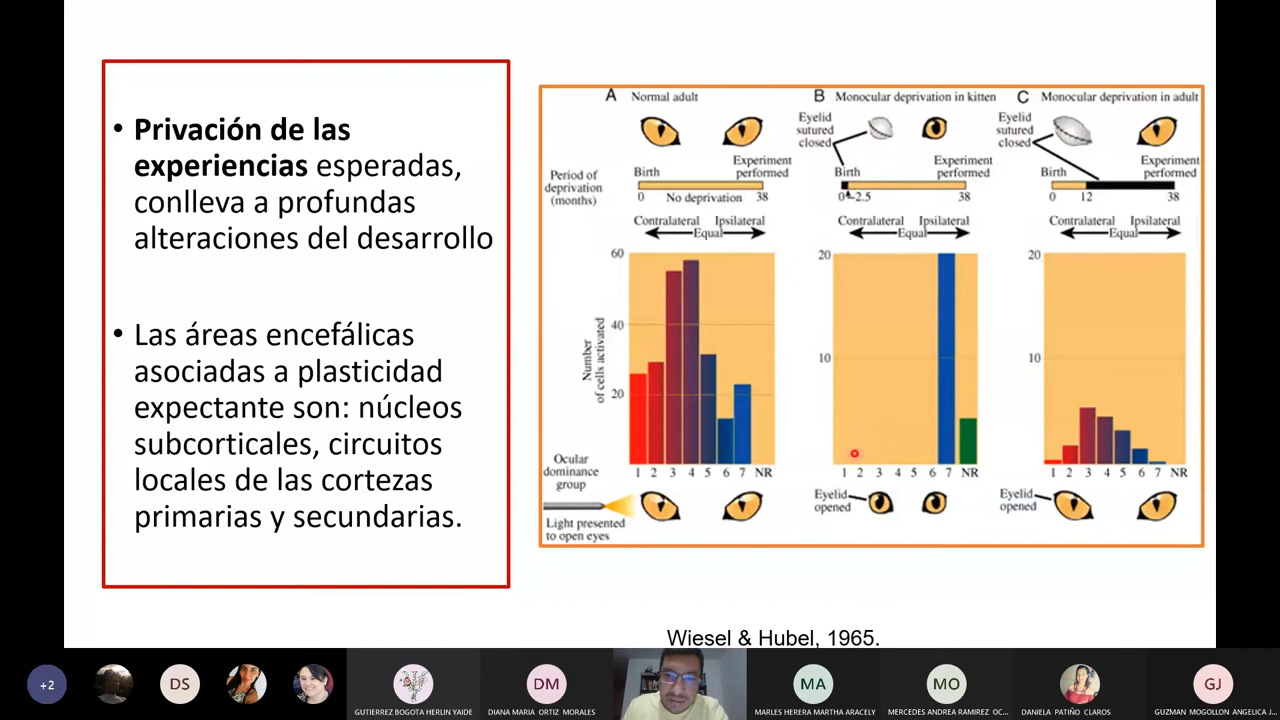 • Privación de las
experiencias esperadas,
conlleva a profundas
alteraciones del desarrollo
• Las áreas encefálicas
asociadas a plasticidad
expectante son: núcleos
subcorticales, circuitos
locales de las cortezas
primarias y secundarias.
A Normal adult
Period of
deprivation
(months)
Birth
Experiment
performed
0 No deprivation 38
Contralateral Ipsilateral
Equal
60
40
20
Number
of cells activated
1 2 3 4 5 6 7 NR
Ocular
dominance
group
Light presented
to open eyes
B Monocular deprivation in kitten
Eyelid
sutured
closed
Birth
Experiment
performed
0 2.5 38
Contralateral Ipsilateral
Equal
20
10
1 2 3 4 5 6 7 NR
Eyelid
opened
C Monocular deprivation in adult
Eyelid
sutured
closed
Birth
Experiment
performed
0 12 38
Contralateral Ipsilateral
Equal
20
10
1 2 3 4 5 6 7 NR
Eyelid
opened
Wiesel & Hubel, 1965.
+2
DS
DM
MA
MO
GJ
GUTIERREZ BOGOTA HERLIN YAIDE
DIANA MARIA ORTIZ MORALES
MARLES HERERA MARTHA ARACELY
MERCEDES ANDREA RAMIREZ OC...
DANIELA PATIÑO CLAROS
GUZMAN MOGOLLON ANGELICA J...